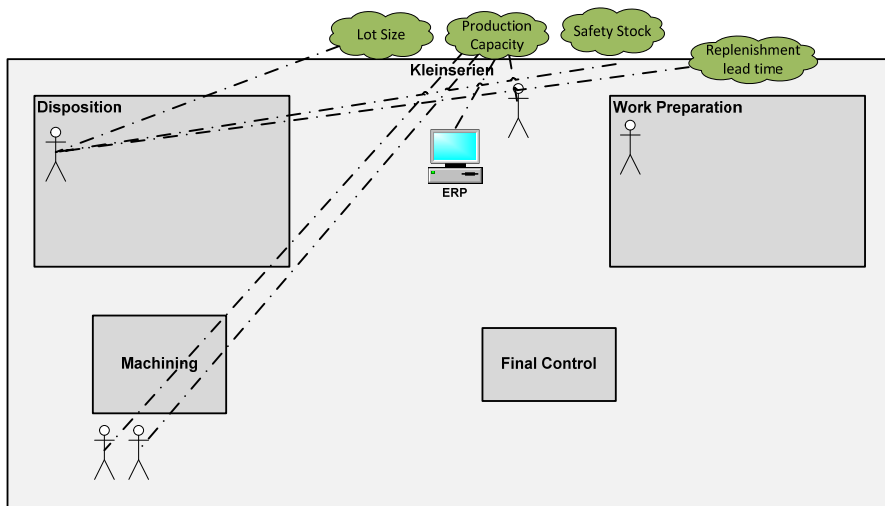 Lot Size
Production
Capacity
Safety Stock
Replenishment
lead time
Kleinserien
Disposition
Work Preparation
ERP
Machining
Final Control